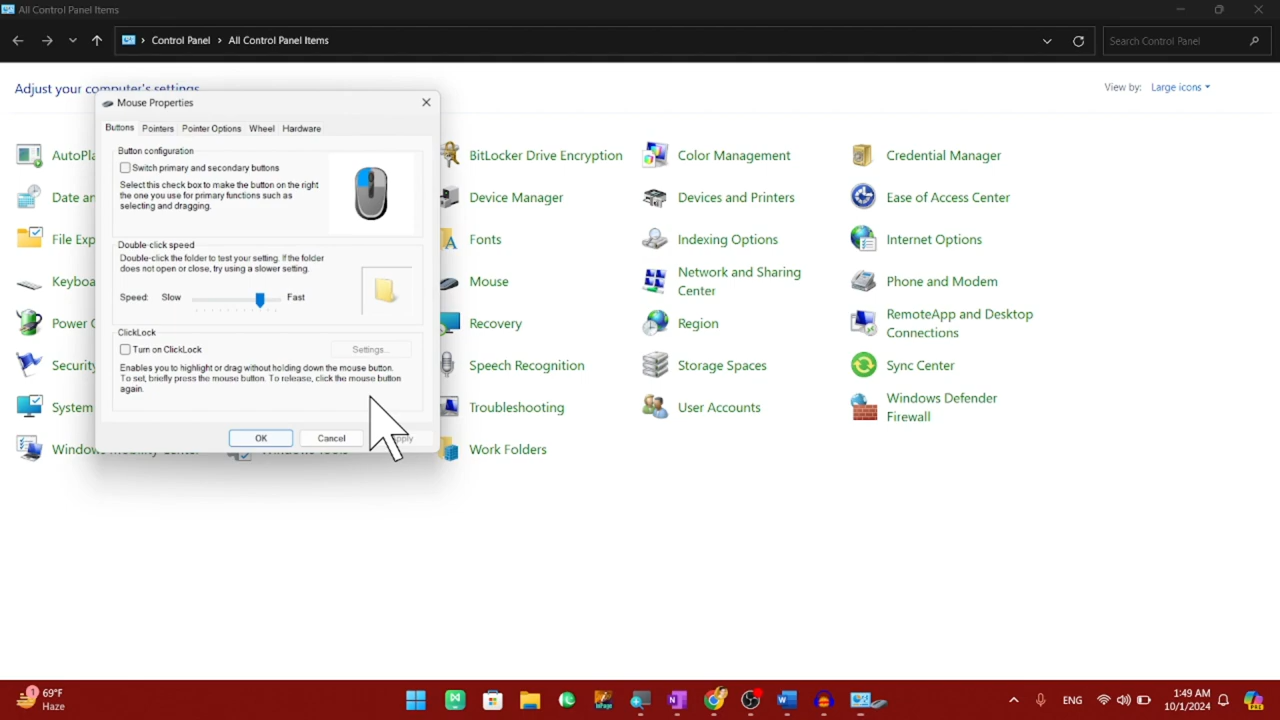 All Control Panel Items
Control Panel > All Control Panel Items
Search Control Panel
Adjust your computer's settings
View by: Large icons
Mouse Properties
Buttons Pointers Pointer Options Wheel Hardware
Button configuration
Switch primary and secondary buttons
Select this check box to make the button on the right
the one you use for primary functions such as
selecting and dragging.
Double-click speed
Double-click the folder to test your setting. If the folder
does not open or close, try using a slower setting.
Speed: Slow Fast
ClickLock
Turn on ClickLock Settings...
Enables you to highlight or drag without holding down the mouse button.
To set, briefly press the mouse button. To release, click the mouse button
again.
OK Cancel Apply
AutoPla
BitLocker Drive Encryption
Color Management
Credential Manager
Date an
Device Manager
Devices and Printers
Ease of Access Center
File Exp
Fonts
Indexing Options
Internet Options
Keyboa
Mouse
Network and Sharing
Center
Phone and Modem
Power O
Recovery
Region
RemoteApp and Desktop
Connections
Security
Speech Recognition
Storage Spaces
Sync Center
System
Troubleshooting
User Accounts
Windows Defender
Firewall
Windows Mobility Center
Windows Tools
Work Folders
1
69°F
Haze
ENG
1:49 AM
10/1/2024